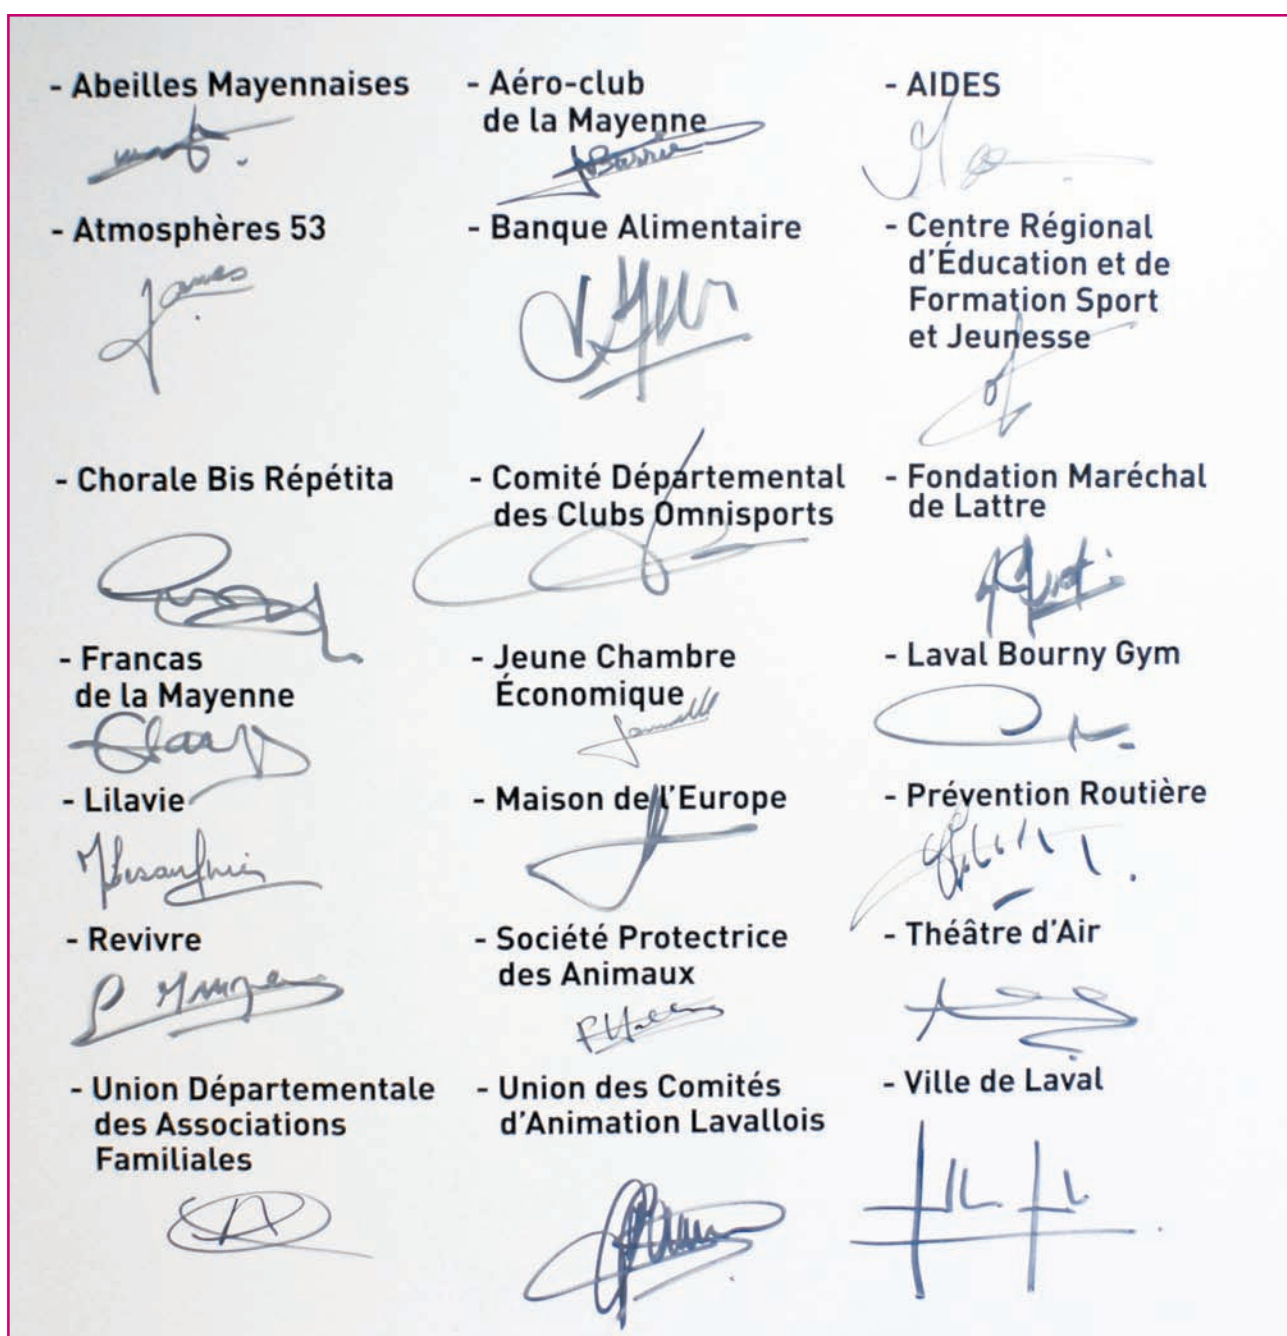 - Abeilles Mayennaises
- Aéro-club
de la Mayenne
- AIDES
- Atmosphères 53
- Banque Alimentaire
- Centre Régional
d'Éducation et de
Formation Sport
et Jeunesse
- Chorale Bis Répétita
- Comité Départemental
des Clubs Omnisports
- Fondation Maréchal
de Lattre
- Francas
de la Mayenne
- Jeune Chambre
Économique
- Laval Bourny Gym
- Lilavie
- Maison de l'Europe
- Prévention Routière
- Revivre
- Société Protectrice
des Animaux
- Théâtre d'Air
- Union Départementale
des Associations
Familiales
- Union des Comités
d'Animation Lavallois
- Ville de Laval